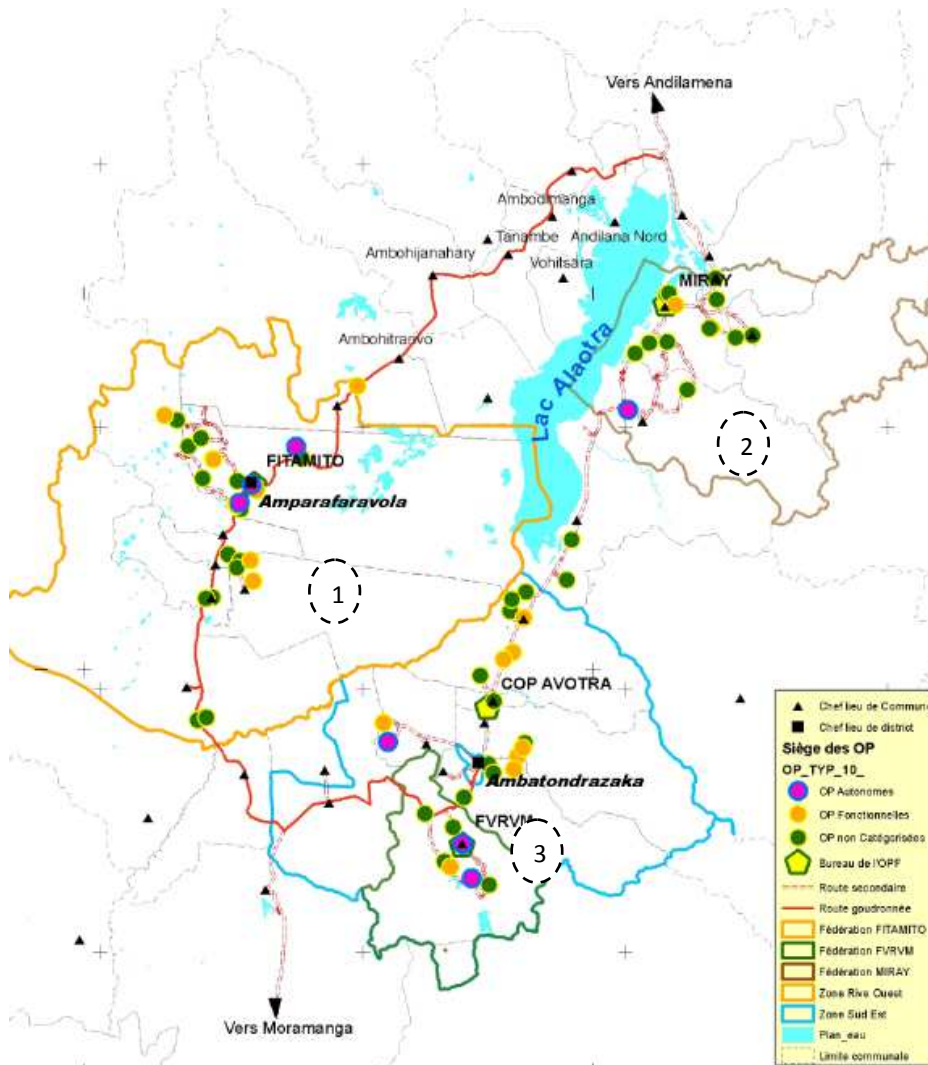 Vers Andilamena
Ambodimanga
Tanambe
Andilana Nord
Ambohijanahary
Vohitsara
MIRAY
Lac Alaotra
Ambohitrarivo
2
FITAMITO
Amparafaravola
1
COP AVOTRA
Ambatondrazaka
FVRVM
3
Vers Moramanga
Chef lieu de Commune
Chef lieu de district
Siège des OP
OP_TYP_10_
OP Autonomes
OP Fonctionnelles
OP non Catégorisées
Bureau de l'OPF
Route secondaire
Route goudronnée
Fédération FITAMITO
Fédération FVRVM
Fédération MIRAY
Zone Rive Ouest
Zone Sud Est
Plan_eau
Limite communale